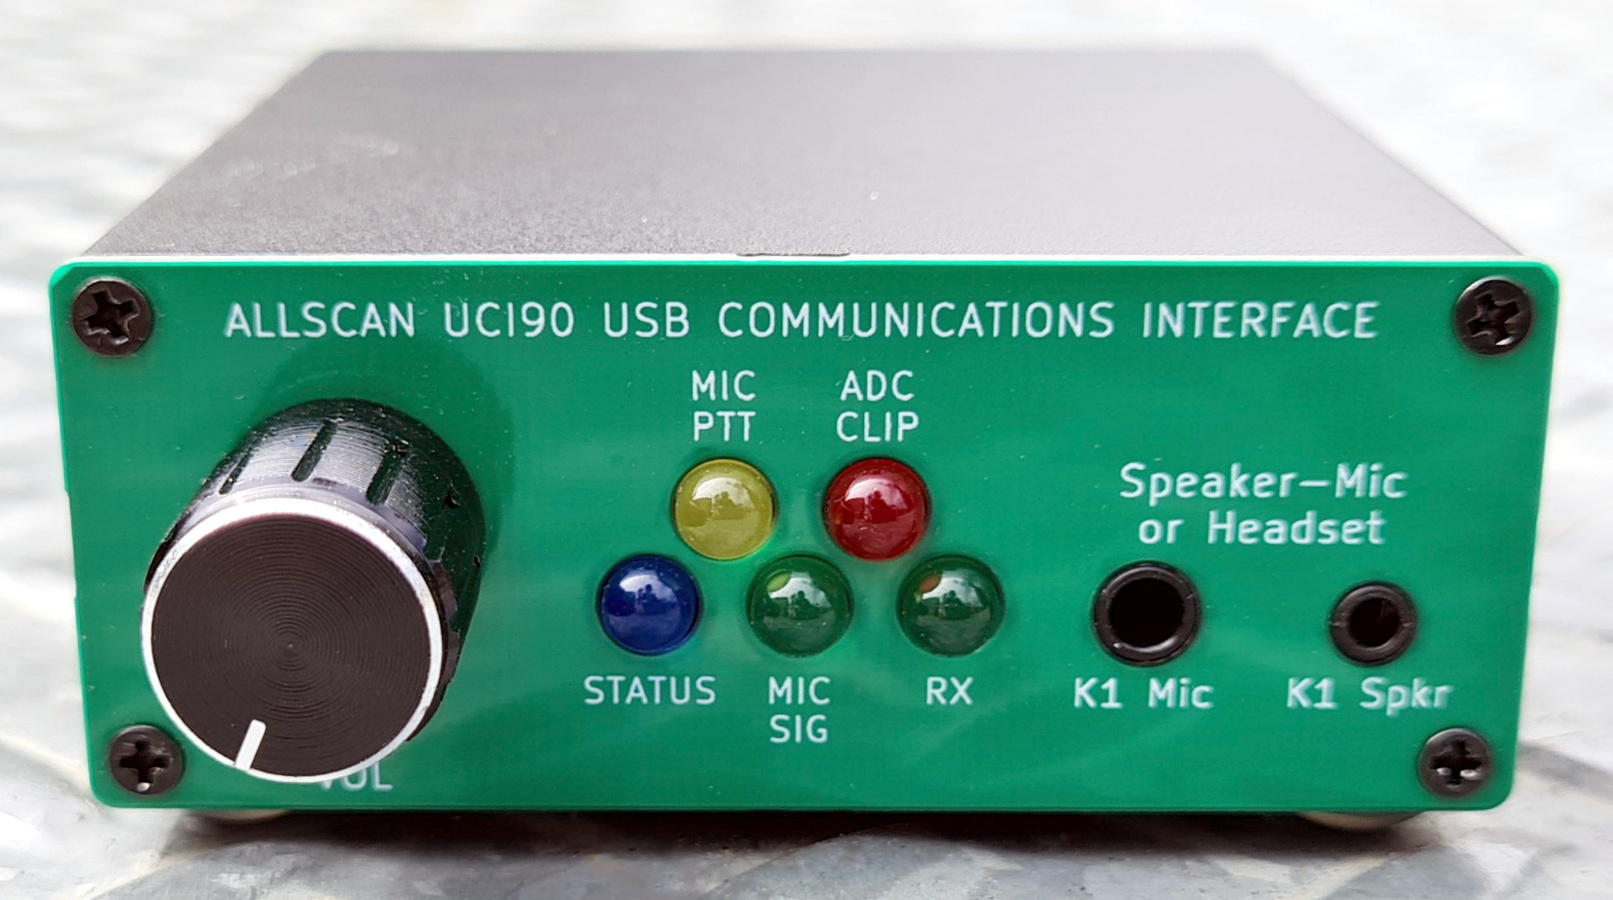 ALLSCAN UCI90 USB COMMUNICATIONS INTERFACE
MIC
PTT
ADC
CLIP
Speaker-Mic
or Headset
STATUS
MIC
SIG
RX
K1 Mic
K1 Spkr
VOL